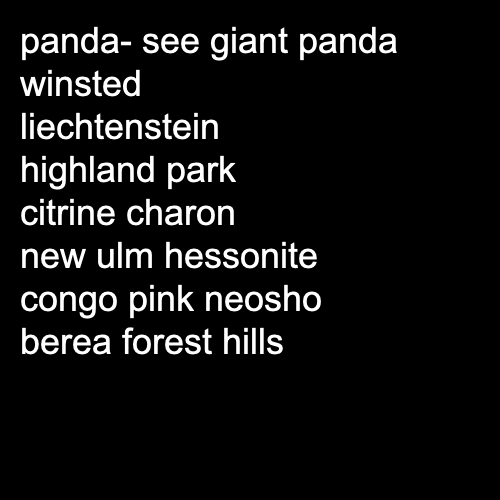 panda- see giant panda
winsted
liechtenstein
highland park
citrine charon
new ulm hessonite
congo pink neosho
berea forest hills